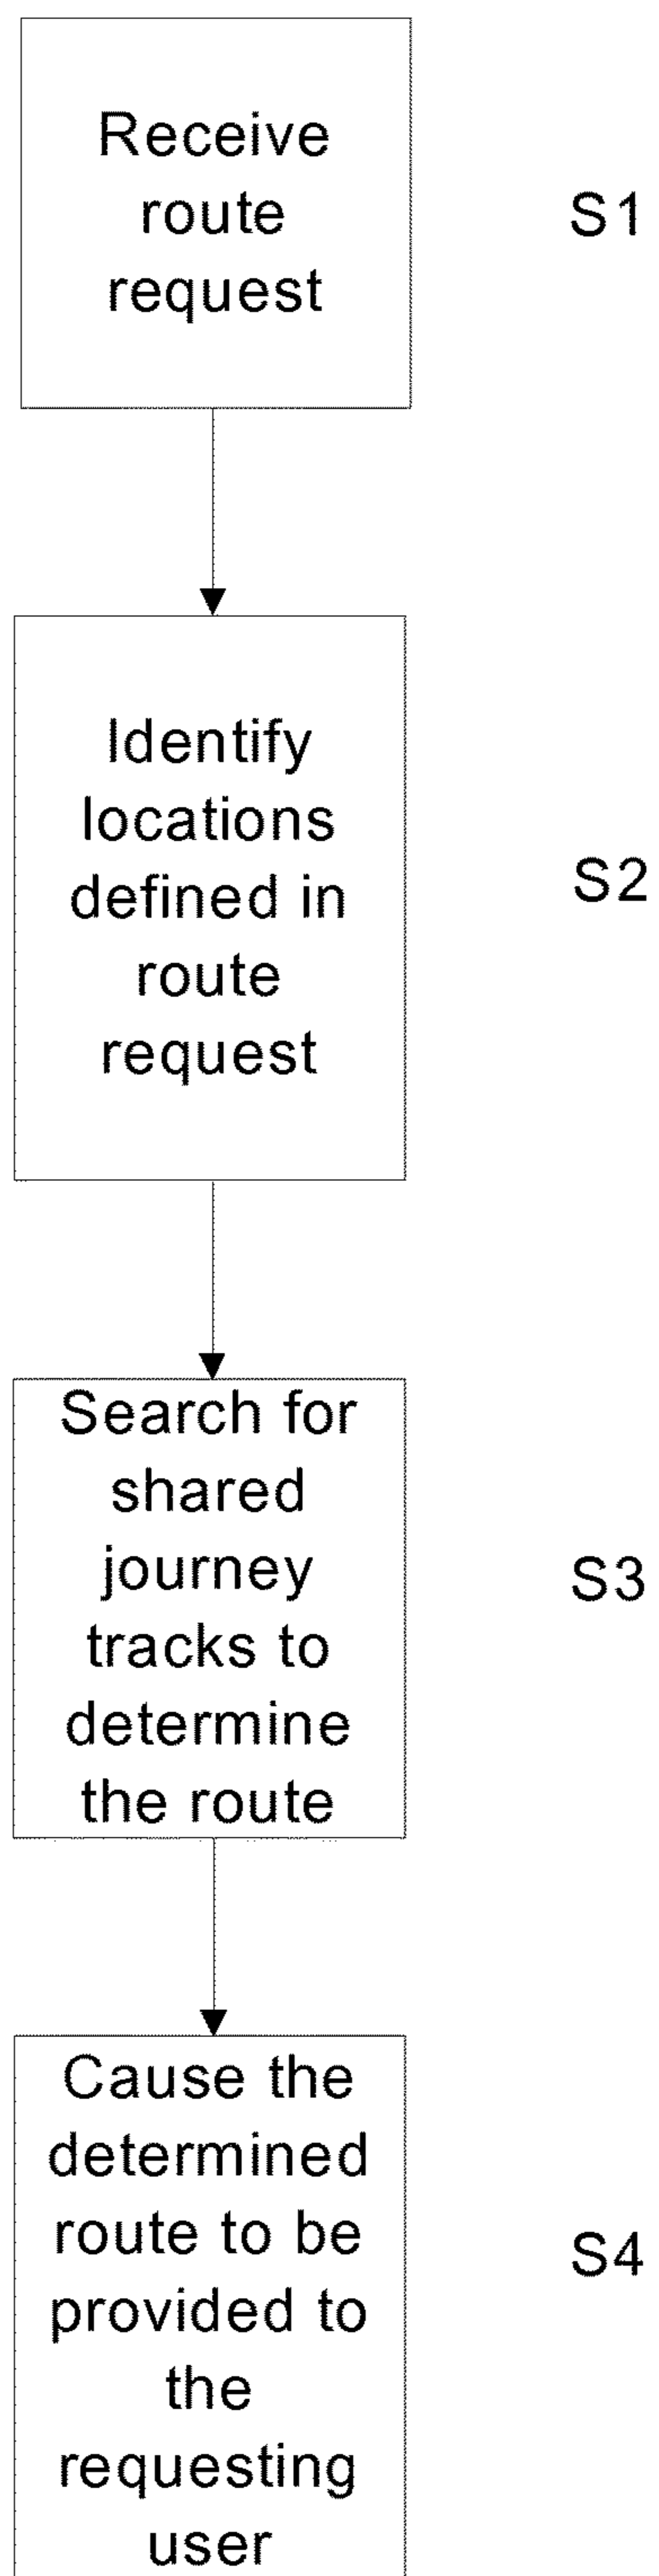 Receive
route
request
S1
Identify
locations
defined in
route
request
S2
Search for
shared
journey
tracks to
determine
the route
S3
Cause the
determined
route to be
provided to
the
requesting
user
S4